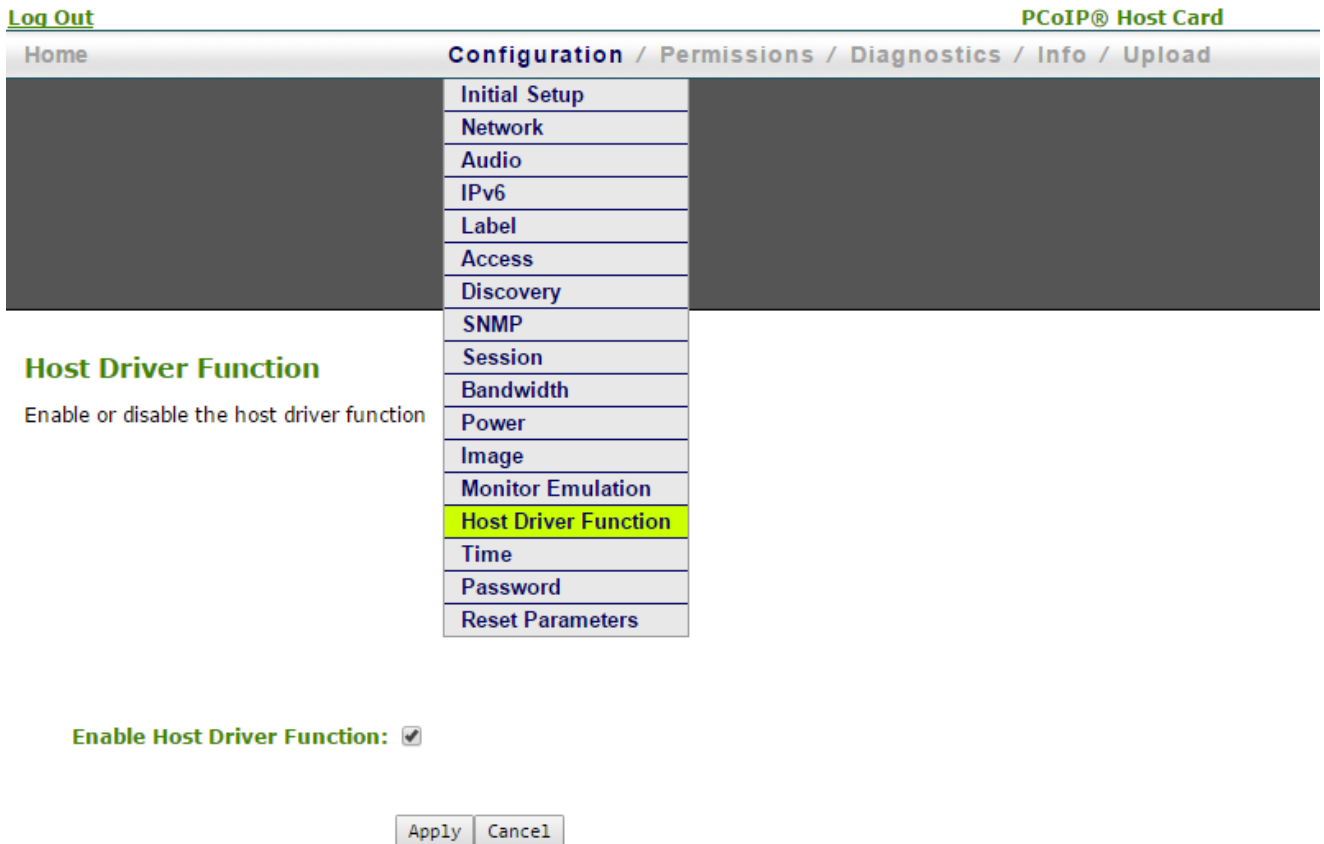 Log Out
PCoIP® Host Card
Home
Configuration / Permissions / Diagnostics / Info / Upload
Initial Setup
Network
Audio
IPv6
Label
Access
Discovery
SNMP
Session
Bandwidth
Power
Image
Monitor Emulation
Host Driver Function
Time
Password
Reset Parameters
Host Driver Function
Enable or disable the host driver function
Enable Host Driver Function:
Apply Cancel